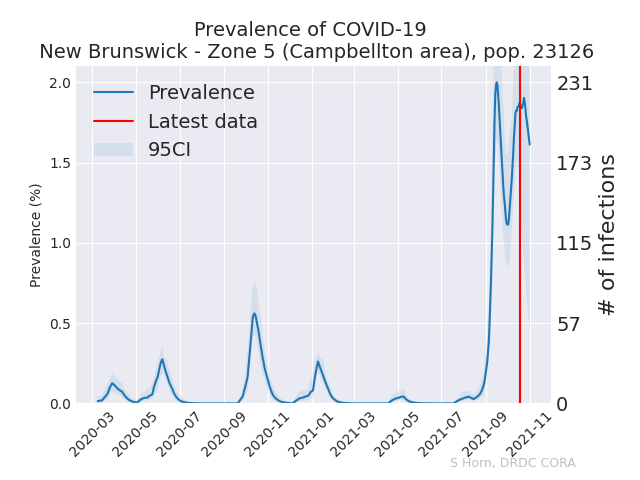 Prevalence of COVID-19
New Brunswick - Zone 5 (Campbellton area), pop. 23126
Prevalence
Latest data
95CI
Prevalence (%)
2.0
1.5
1.0
0.5
0.0
231
173
115
57
0
# of infections
2020-03
2020-05
2020-07
2020-09
2020-11
2021-01
2021-03
2021-05
2021-07
2021-09
2021-11
S Horn, DRDC CORA